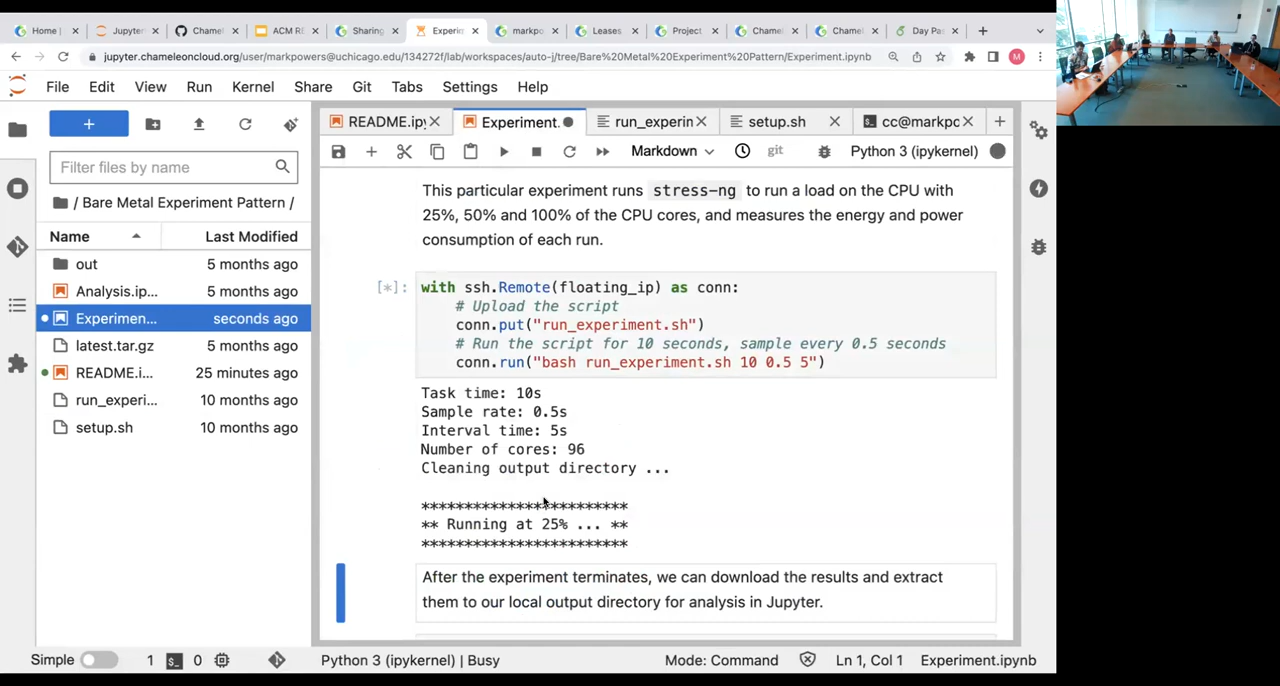 Home |
Jupyter
Chamel
ACM R
Sharing
Experim
markpo
Leases
Project
Chamel
Chamel
Day Pa
jupyter.chameleoncloud.org/user/markpowers@uchicago.edu/134272f/lab/workspaces/auto-j/tree/Bare%20Metal%20Experiment%20Pattern/Experiment.ipynb
M
File Edit View Run Kernel Share Git Tabs Settings Help
Filter files by name
/ Bare Metal Experiment Pattern /
Name Last Modified
out 5 months ago
Analysis.ip... 5 months ago
Experimen... seconds ago
latest.tar.gz 5 months ago
README.i... 25 minutes ago
run_experi... 10 months ago
setup.sh 10 months ago
README.ipy
Experiment.
run_experin
setup.sh
cc@markpo
Markdown
git
Python 3 (ipykernel)
This particular experiment runs stress-ng to run a load on the CPU with
25%, 50% and 100% of the CPU cores, and measures the energy and power
consumption of each run.
[*]: with ssh.Remote(floating_ip) as conn:
# Upload the script
conn.put("run_experiment.sh")
# Run the script for 10 seconds, sample every 0.5 seconds
conn.run("bash run_experiment.sh 10 0.5 5")
Task time: 10s
Sample rate: 0.5s
Interval time: 5s
Number of cores: 96
Cleaning output directory ...
************************
** Running at 25% ... **
************************
After the experiment terminates, we can download the results and extract
them to our local output directory for analysis in Jupyter.
Simple 1 0 Python 3 (ipykernel) | Busy Mode: Command Ln 1, Col 1 Experiment.ipynb